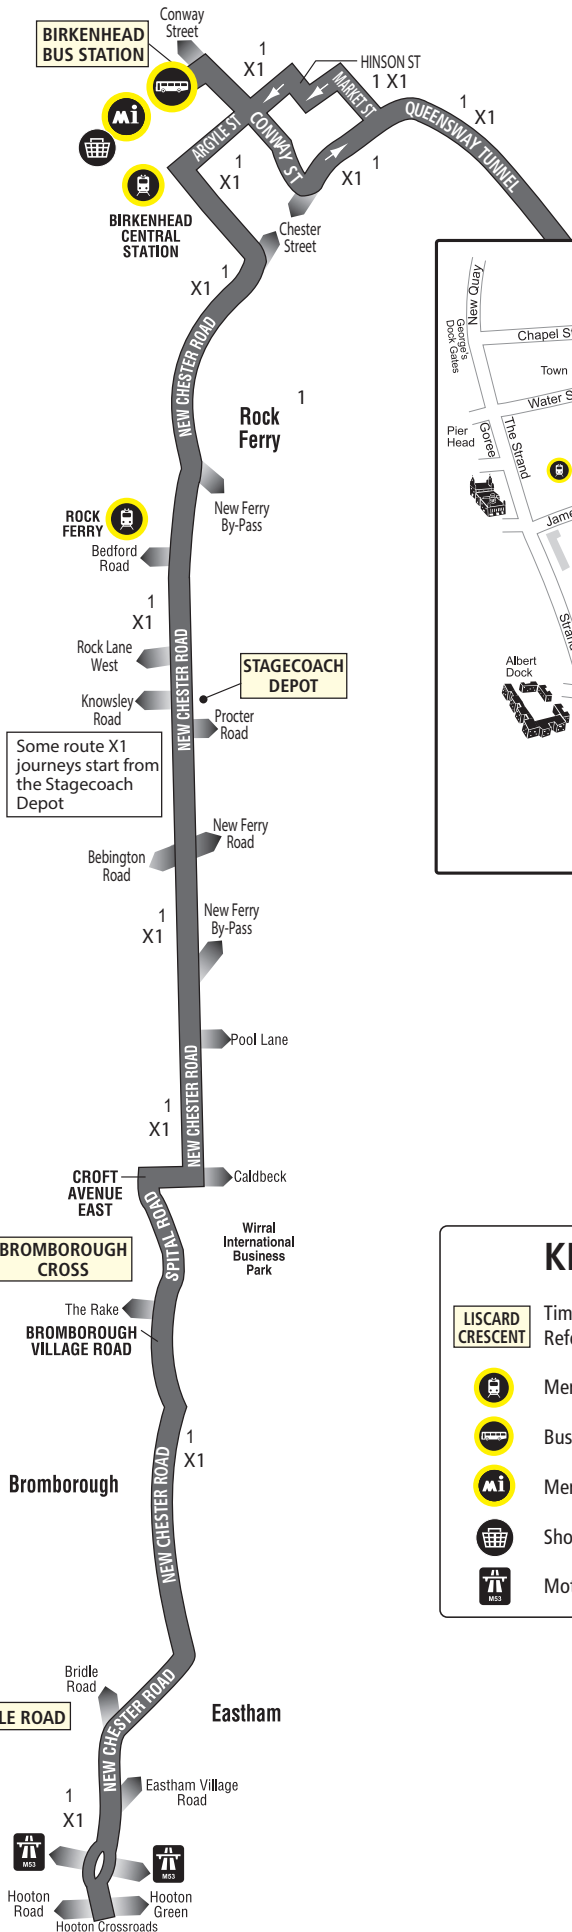 Conway
Street
BIRKENHEAD
BUS STATION
1
X1
HINSON ST
1 X1
MARKET ST
1
X1
QUEENSWAY TUNNEL
mi
ARGYLE ST
CONWAY ST
1
X1
X1 1
BIRKENHEAD
CENTRAL
STATION
Chester
Street
X1 1
NEW CHESTER ROAD
Rock
Ferry
1
New Quay
George's
Dock Gates
Chapel
Town
Water
Pier
Head
Goree
The Strand
Albert
Dock
New Ferry
By-Pass
ROCK
FERRY
Bedford
Road
1
X1
NEW CHESTER ROAD
Rock Lane
West
STAGECOACH
DEPOT
Knowsley
Road
Procter
Road
Some route X1
journeys start from
the Stagecoach
Depot
New Ferry
Road
Bebington
Road
1
X1
New Ferry
By-Pass
Pool Lane
NEW CHESTER ROAD
1
X1
CROFT
AVENUE
EAST
Caldbeck
SPITAL ROAD
Wirral
International
Business
Park
BROMBOROUGH
CROSS
The Rake
BROMBOROUGH
VILLAGE ROAD
LISCARD
CRESCENT
Bus
mi
M53
1
X1
Bromborough
NEW CHESTER ROAD
Bridle
Road
LE ROAD
NEW CHESTER ROAD
Eastham
Eastham Village
Road
1
X1
M53
M53
Hooton
Road
Hooton
Green
Hooton Crossroads